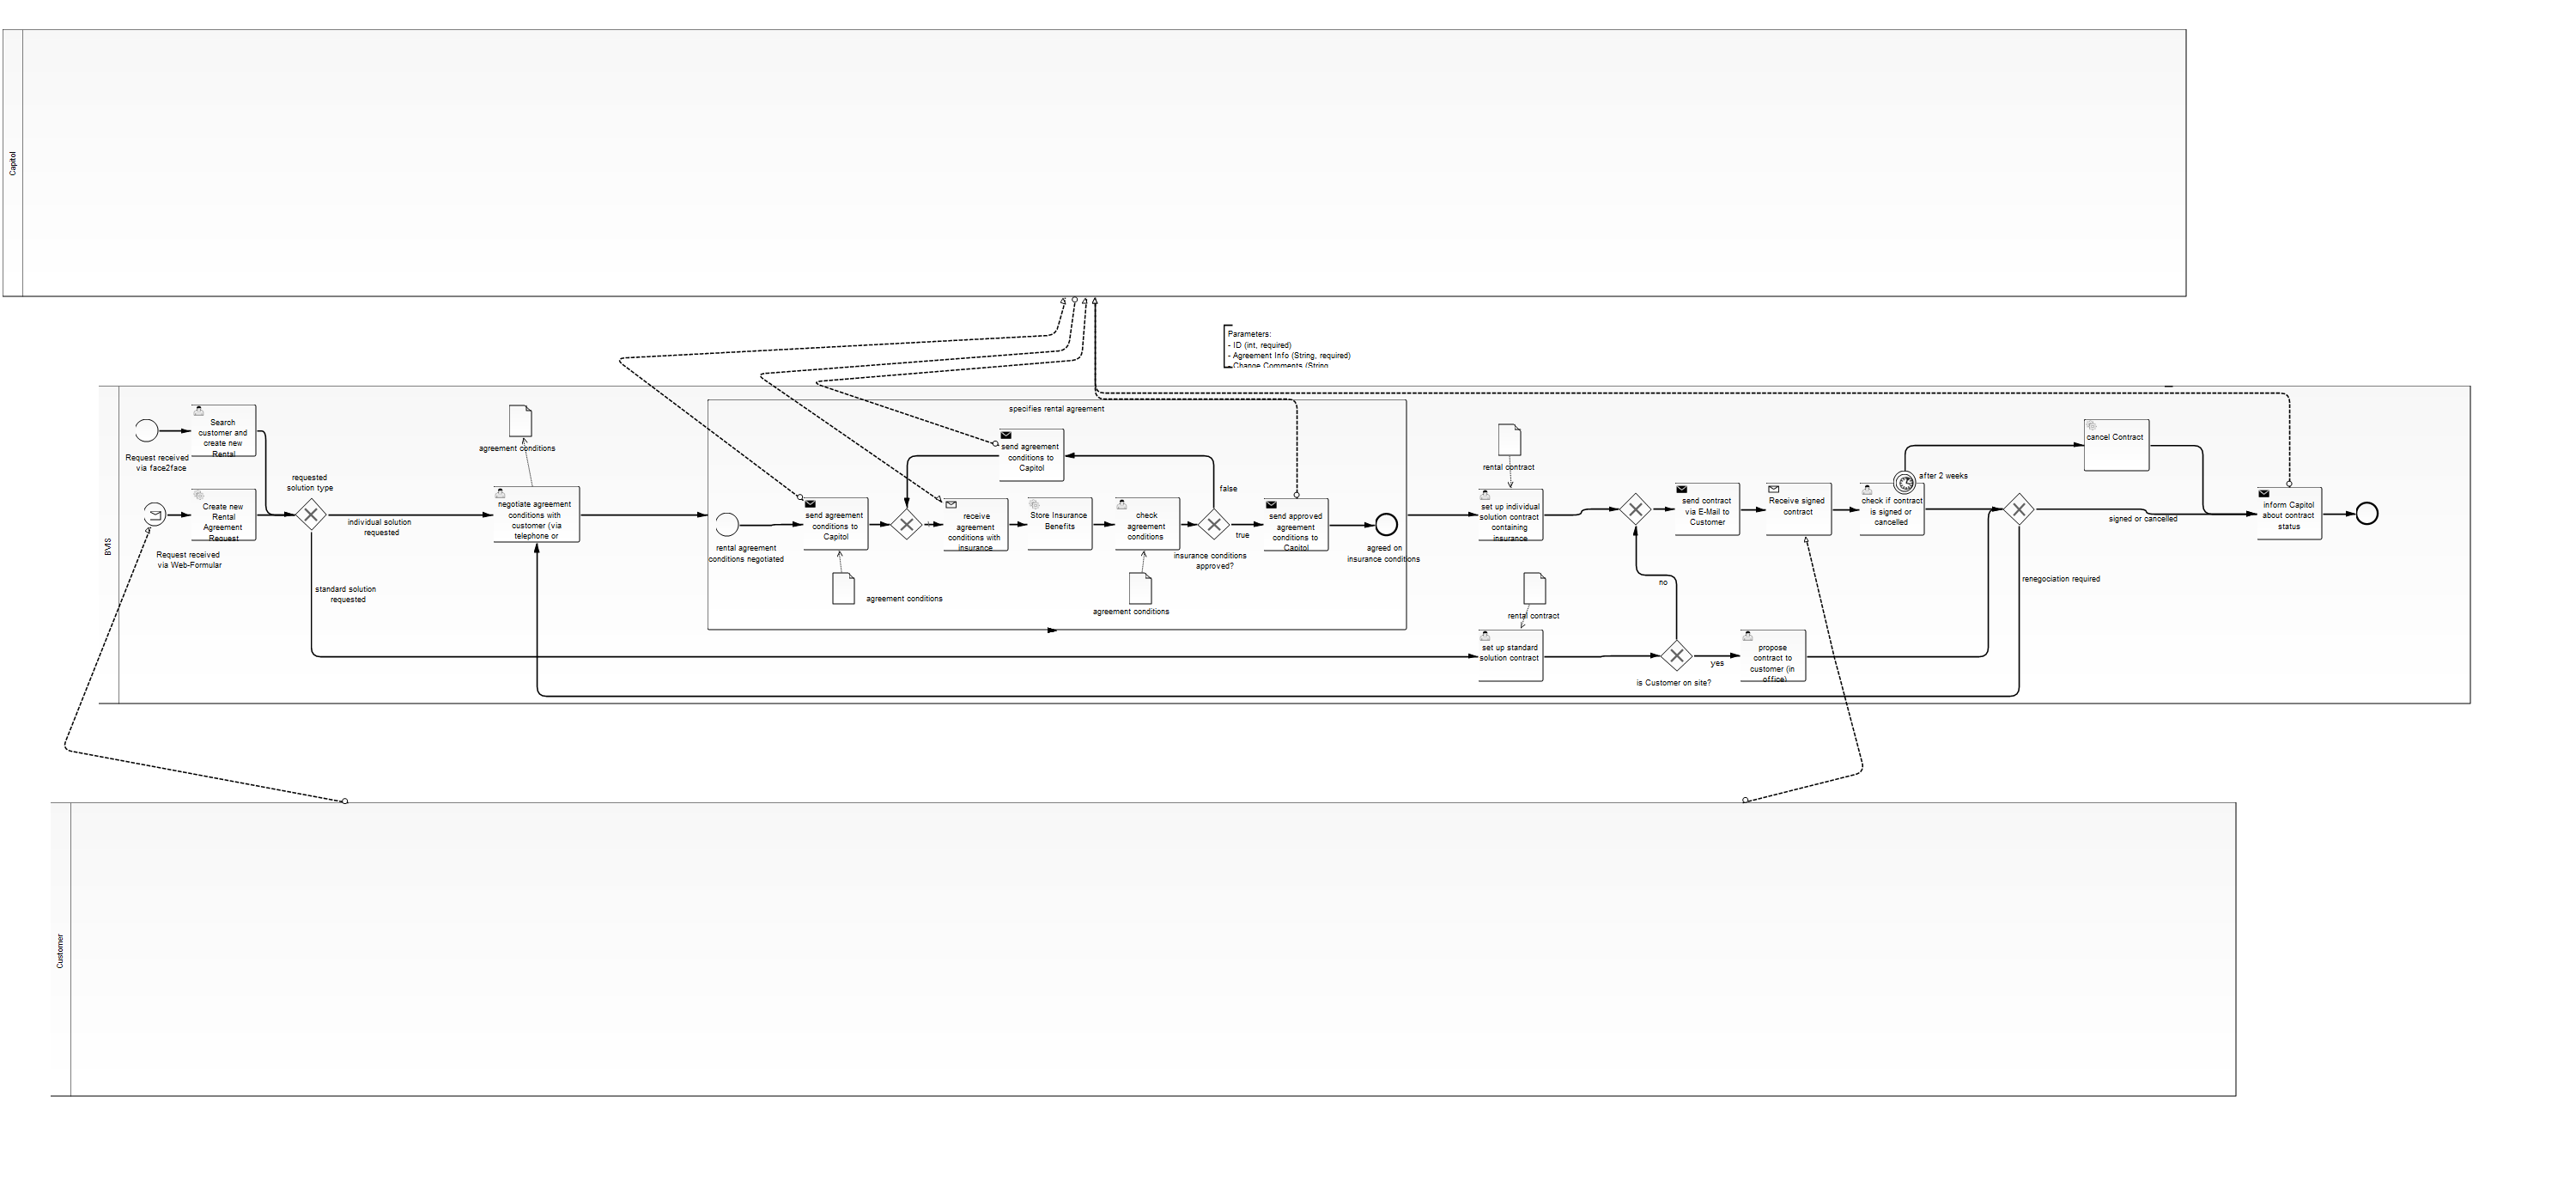 Capitol
Parameters:
- ID (int, required)
- Agreement Info (String, required)
- Change Comments (String
BVIS
Request received
via face2face
Search
customer and
create new
Rental
Request received
via Web-Formular
Create new
Rental
Agreement
Request
requested
solution type
individual solution
requested
standard solution
requested
agreement conditions
negotiate agreement
conditions with
customer (via
telephone or
specifies rental agreement
rental agreement
conditions negotiated
send agreement
conditions to
Capitol
agreement conditions
send agreement
conditions to
Capitol
receive
agreement
conditions with
insurance
Store Insurance
Benefits
check
agreement
conditions
agreement conditions
false
insurance conditions
approved?
true
send approved
agreement
conditions to
Capitol
agreed on
insurance conditions
rental contract
set up individual
solution contract
containing
insurance
rental contract
set up standard
solution contract
no
is Customer on site?
yes
propose
contract to
customer (in
office)
send contract
via E-Mail to
Customer
Receive signed
contract
check if contract
is signed or
cancelled
after 2 weeks
cancel Contract
signed or cancelled
renegociation required
inform Capitol
about contract
status
Customer